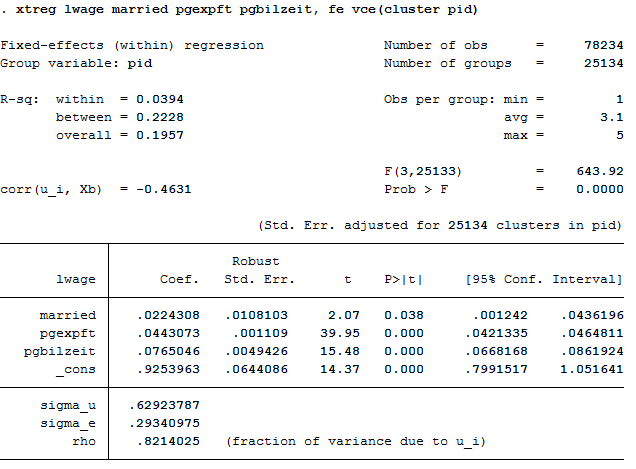 . xtreg lwage married pgexpft pgbilzeit, fe vce(cluster pid)
Fixed-effects (within) regression Number of obs = 78234
Group variable: pid Number of groups = 25134
R-sq: within = 0.0394 Obs per group: min = 1
between = 0.2228 avg = 3.1
overall = 0.1957 max = 5
F(3,25133) = 643.92
corr(u_i, Xb) = -0.4631 Prob > F = 0.0000
(Std. Err. adjusted for 25134 clusters in pid)
Robust
lwage Coef. Std. Err. t P>|t| [95% Conf. Interval]
married .0224308 .0108103 2.07 0.038 .001242 .0436196
pgexpft .0443073 .001109 39.95 0.000 .0421335 .0464811
pgbilzeit .0765046 .0049426 15.48 0.000 .0668168 .0861924
_cons .9253963 .0644086 14.37 0.000 .7991517 1.051641
sigma_u .62923787
sigma_e .29340975
rho .8214025 (fraction of variance due to u_i)